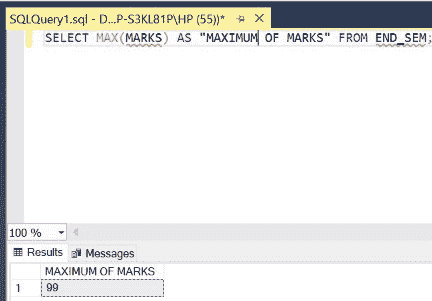 SQLQuery1.sql - D...P-S3KL81P\HP (55))*
SELECT MAX(MARKS) AS "MAXIMUM OF MARKS" FROM END_SEM;
100 %
Results Messages
MAXIMUM OF MARKS
1 99